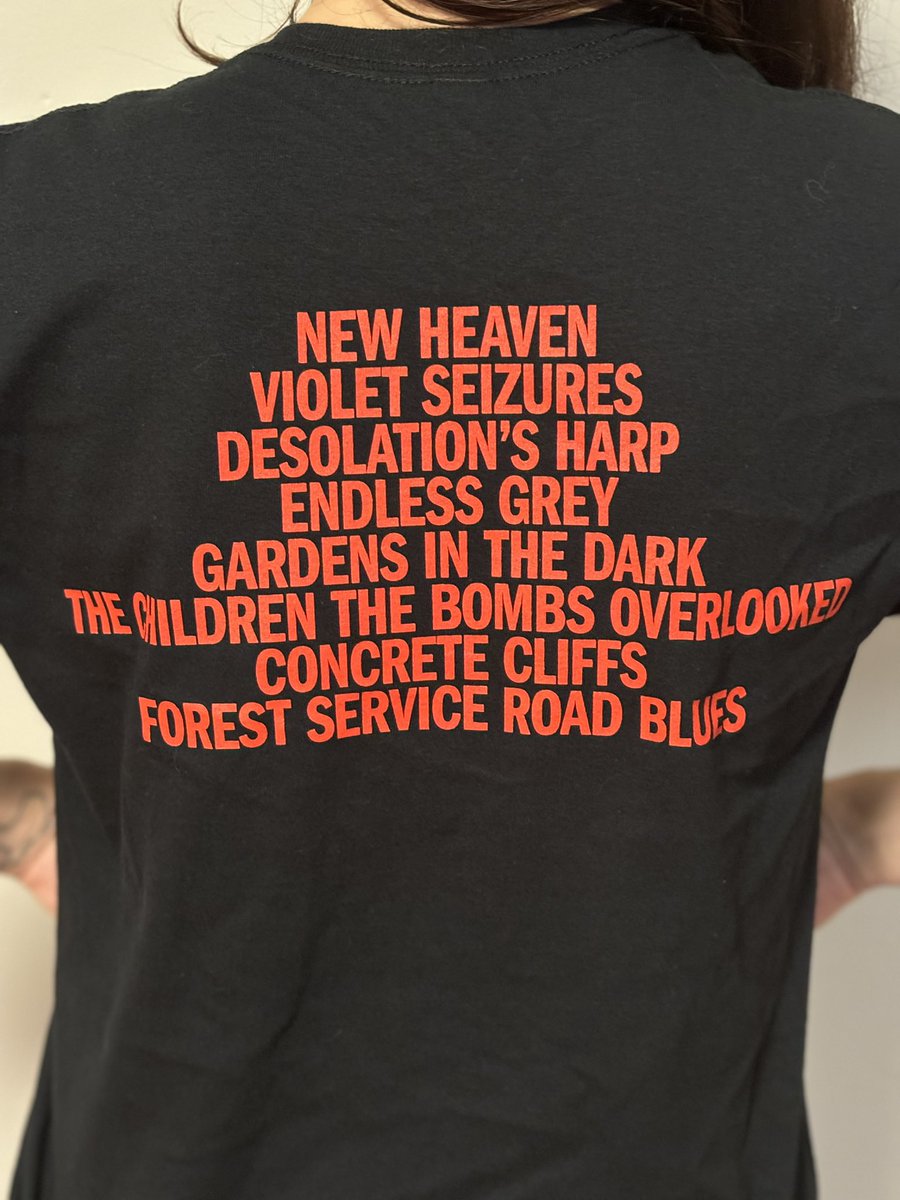 NEW HEAVEN
VIOLET SEIZURES
DESOLATION’S HARP
ENDLESS GREY
GARDENS IN THE DARK
THE CHILDREN THE BOMBS OVERLOOKED
CONCRETE CLIFFS
FOREST SERVICE ROAD BLUES